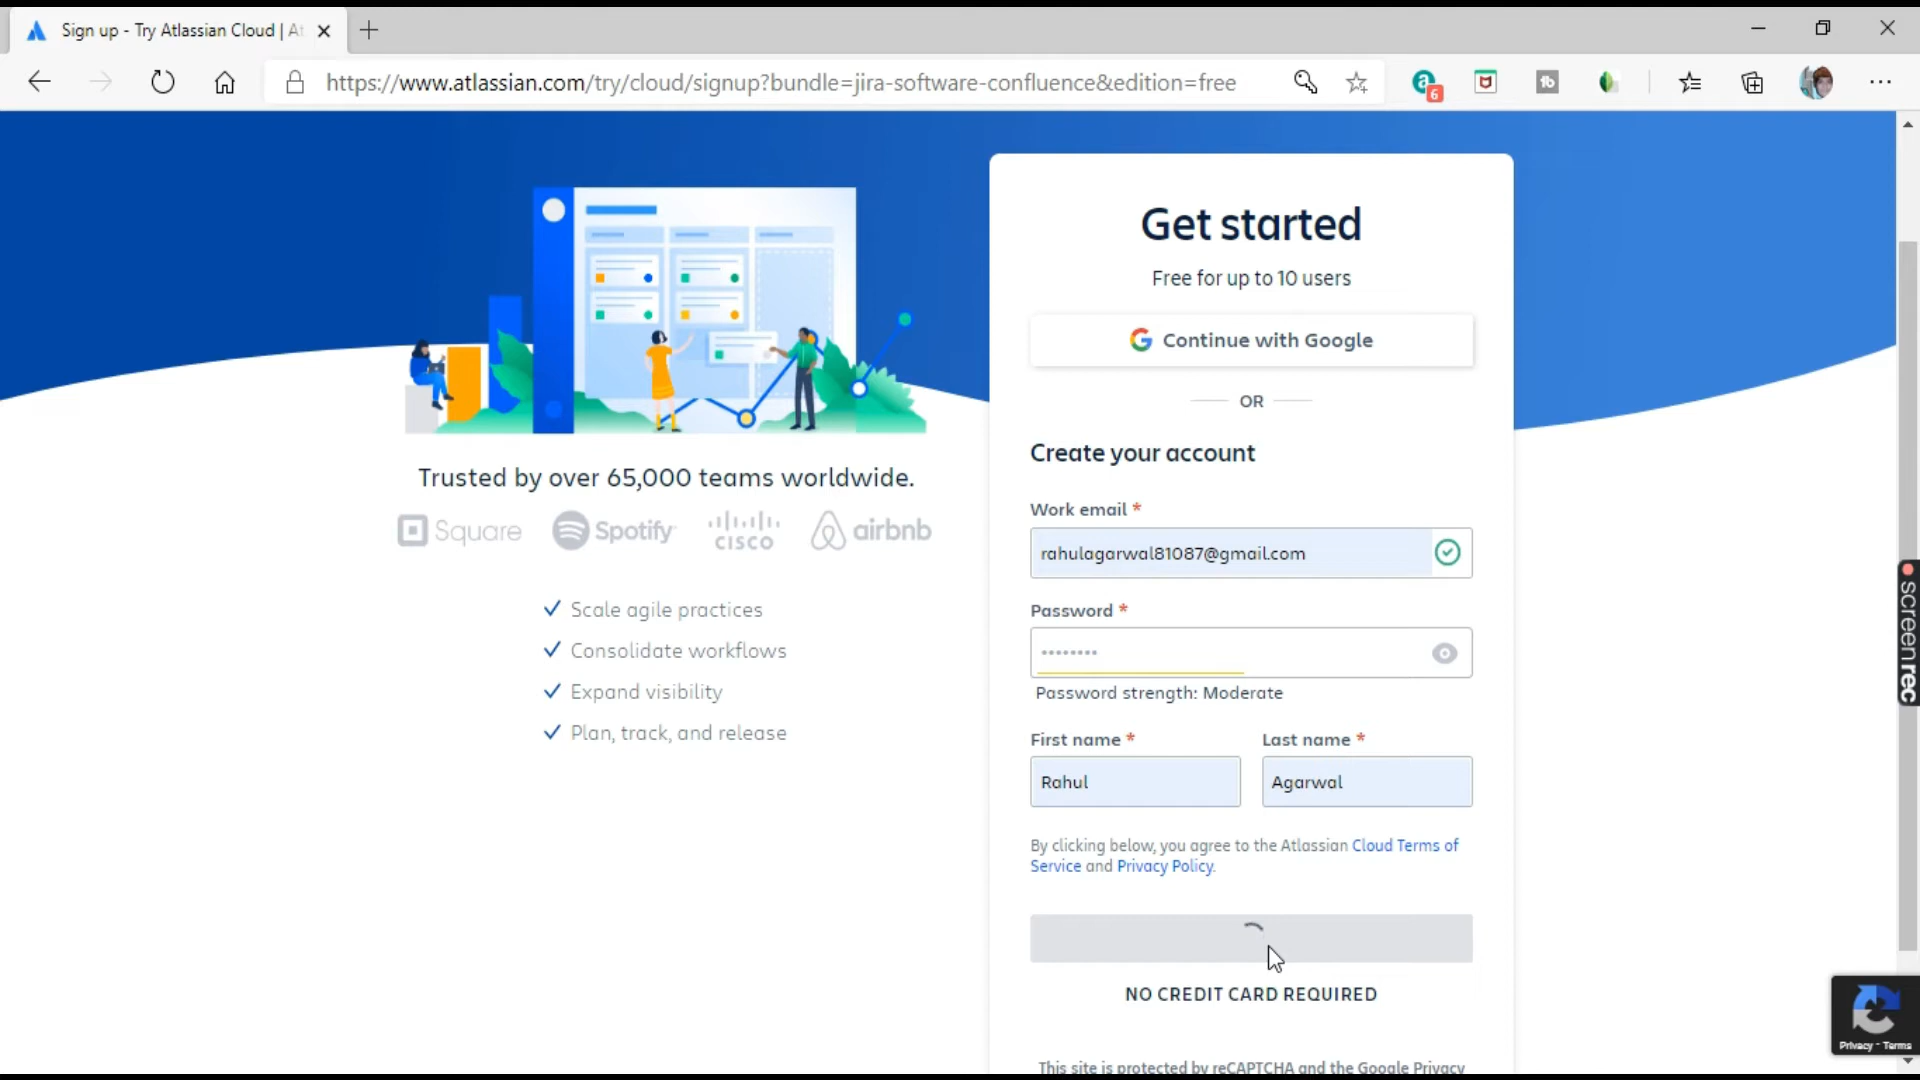 Sign up - Try Atlassian Cloud | At
https://www.atlassian.com/try/cloud/signup?bundle=jira-software-confluence&edition=free
6
Get started
Free for up to 10 users
Continue with Google
OR
Create your account
Work email *
rahulagarwal81087@gmail.com
Password *
••••••••
Password strength: Moderate
First name * Last name *
Rahul Agarwal
By clicking below, you agree to the Atlassian Cloud Terms of
Service and Privacy Policy.
NO CREDIT CARD REQUIRED
This site is protected by reCAPTCHA and the Google Privacy
Trusted by over 65,000 teams worldwide.
Square Spotify cisco airbnb
Scale agile practices
Consolidate workflows
Expand visibility
Plan, track, and release
screenrec
Privacy - Terms